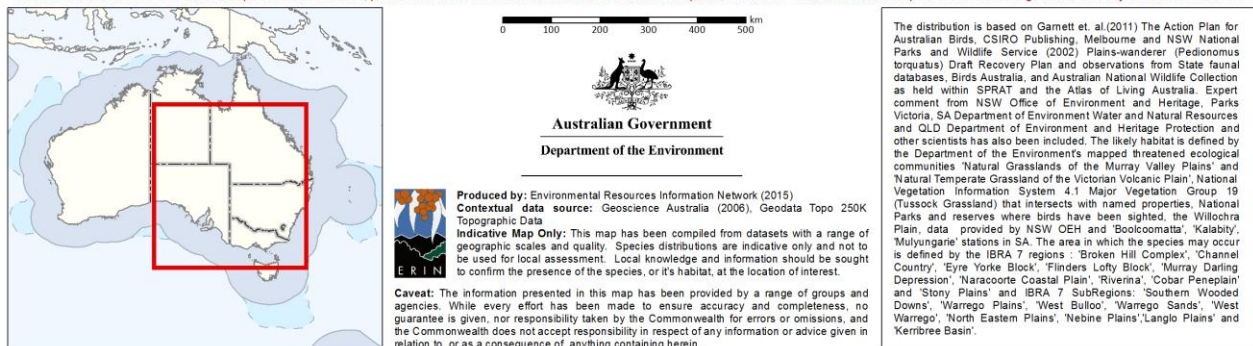 km
0 100 200 300 400 500
Australian Government
Department of the Environment
Produced by: Environmental Resources Information Network (2015)
Contextual data source: Geoscience Australia (2006), Geodata Topo 250K
Topographic Data
Indicative Map Only: This map has been compiled from datasets with a range of
geographic scales and quality. Species distributions are indicative only and not to
be used for local assessment. Local knowledge and information should be sought
to confirm the presence of the species, or it's habitat, at the location of interest.
ERIN
Caveat: The information presented in this map has been provided by a range of groups and
agencies. While every effort has been made to ensure accuracy and completeness, no
guarantee is given, nor responsibility taken by the Commonwealth for errors or omissions, and
the Commonwealth does not accept responsibility in respect of any information or advice given in
relation to, or as a consequence of, anything containing herein.
The distribution is based on Garnett et. al.(2011) The Action Plan for
Australian Birds, CSIRO Publishing, Melbourne and NSW National
Parks and Wildlife Service (2002) Plains-wanderer (Pedionomus
torquatus) Draft Recovery Plan and observations from State faunal
databases, Birds Australia, and Australian National Wildlife Collection
as held within SPRAT and the Atlas of Living Australia. Expert
comment from NSW Office of Environment and Heritage, Parks
Victoria, SA Department of Environment Water and Natural Resources
and QLD Department of Environment and Heritage Protection and
other scientists has also been included. The likely habitat is defined by
the Department of the Environment's mapped threatened ecological
communities 'Natural Grasslands of the Murray Valley Plains' and
'Natural Temperate Grassland of the Victorian Volcanic Plain', National
Vegetation Information System 4.1 Major Vegetation Group 19
(Tussock Grassland) that intersects with named properties, National
Parks and reserves where birds have been sighted, the Willochra
Plain, data provided by NSW OEH and 'Boolcoomatta', 'Kalabity',
'Mulyungarie' stations in SA. The area in which the species may occur
is defined by the IBRA 7 regions : 'Broken Hill Complex', 'Channel
Country', 'Eyre Yorke Block', 'Flinders Lofty Block', 'Murray Darling
Depression', 'Naracoorte Coastal Plain', 'Riverina', 'Cobar Peneplain'
and 'Stony Plains' and IBRA 7 SubRegions: 'Southern Wooded
Downs', 'Warrego Plains', 'West Bulloo', 'Warrego Sands', 'West
Warrego', 'North Eastern Plains', 'Nebine Plains','Langlo Plains' and
'Kerribree Basin'.